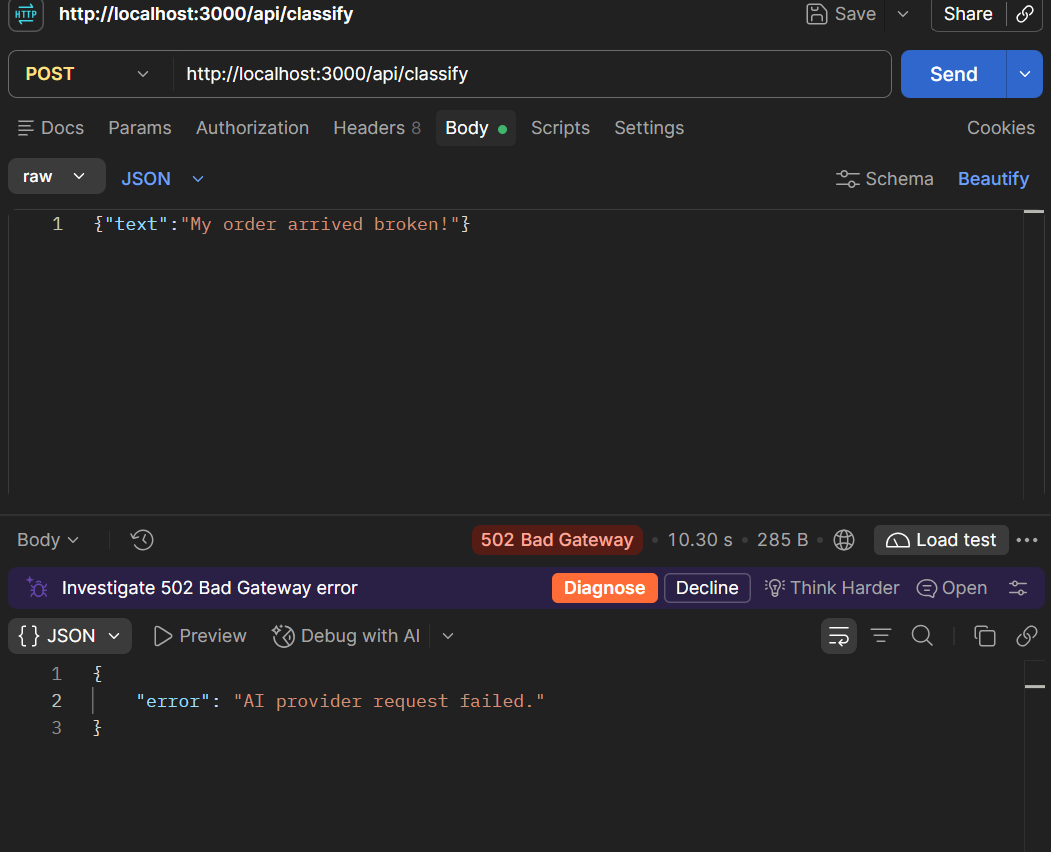 HTTP http://localhost:3000/api/classify Save Share
POST http://localhost:3000/api/classify Send
Docs Params Authorization Headers 8 Body Scripts Settings Cookies
raw JSON Schema Beautify
1 {"text":"My order arrived broken!"}
Body 502 Bad Gateway • 10.30 s • 285 B • Load test
Investigate 502 Bad Gateway error Diagnose Decline Think Harder Open
{} JSON Preview Debug with AI
1 {
2 "error": "AI provider request failed."
3 }